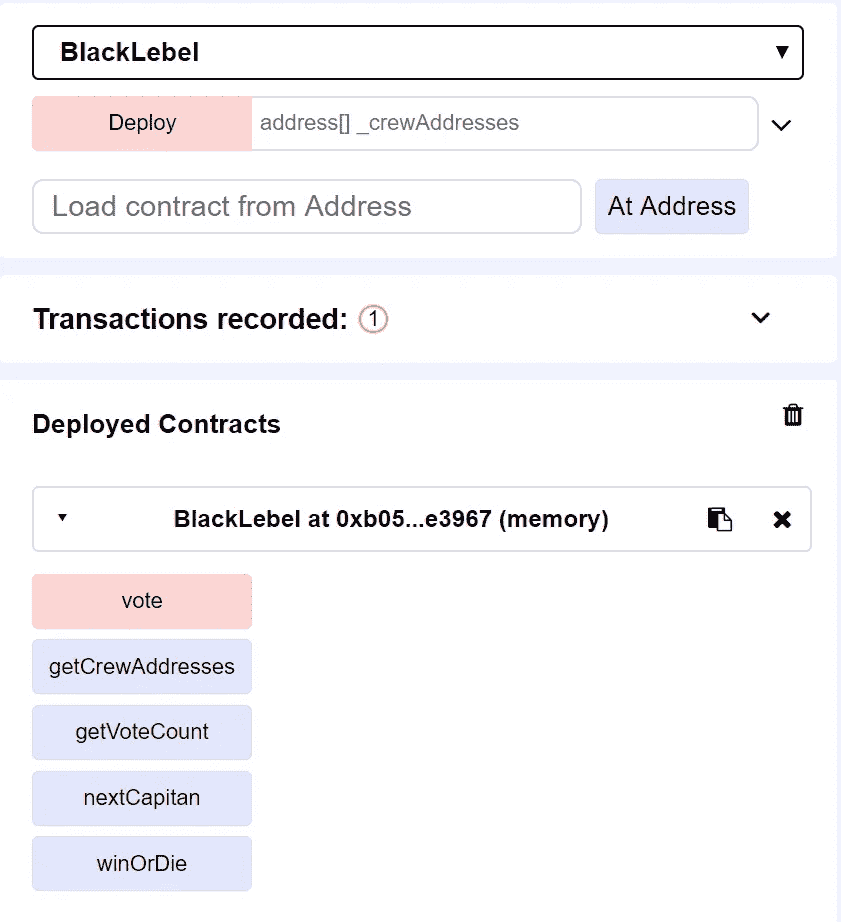 BlackLebel
Deploy address[] _crewAddresses
Load contract from Address At Address
Transactions recorded: 1
Deployed Contracts
BlackLebel at 0xb05...e3967 (memory)
vote
getCrewAddresses
getVoteCount
nextCapitan
winOrDie